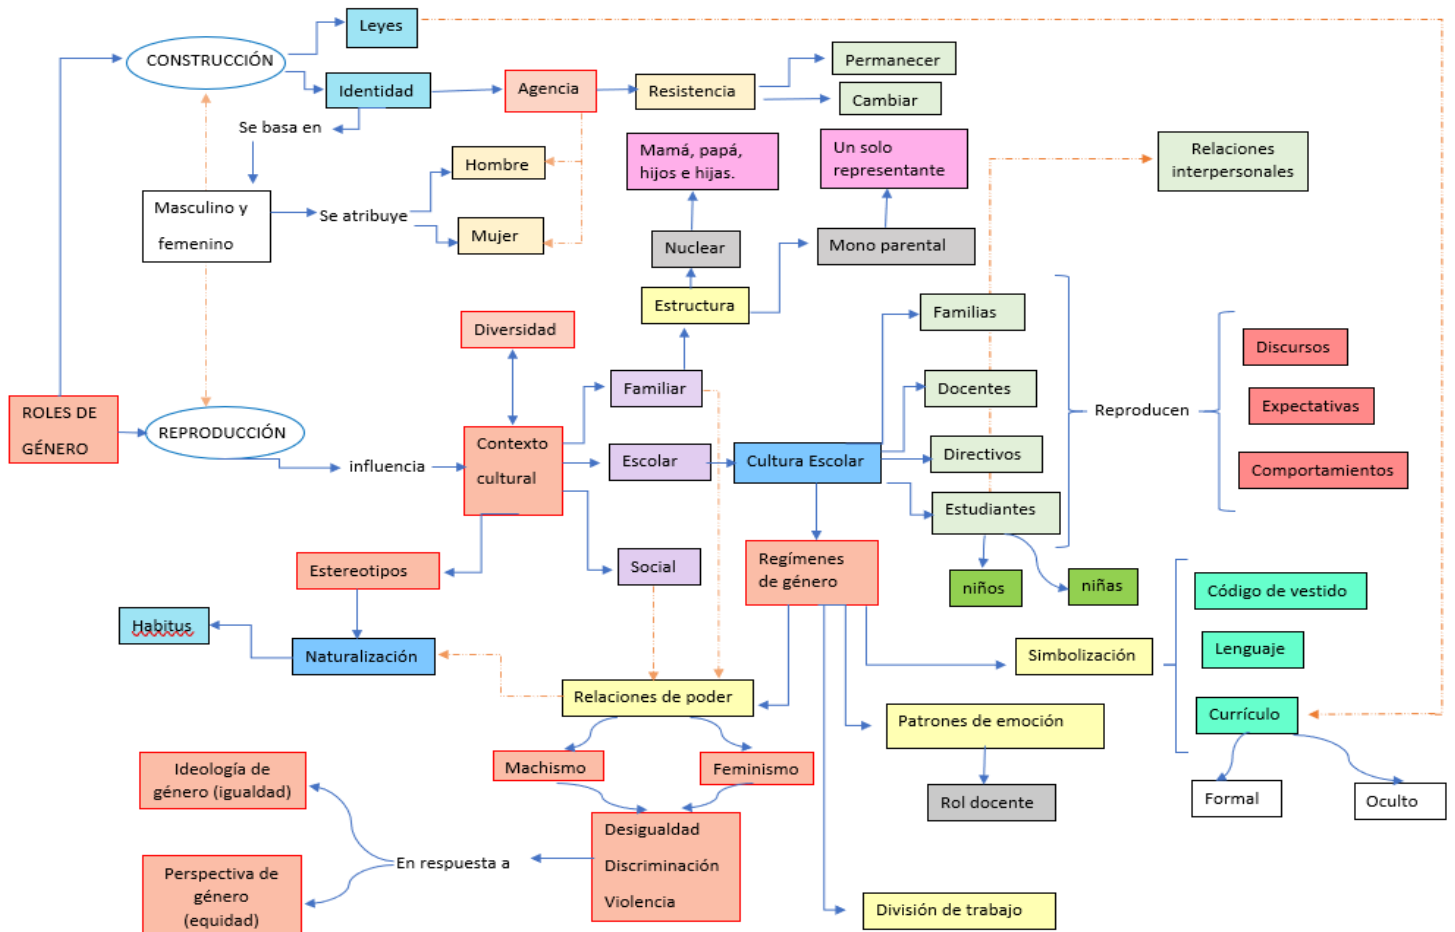 Leyes
CONSTRUCCIÓN
Identidad
Agencia
Resistencia
Permanecer
Cambiar
Se basa en
Hombre
Mamá, papá,
hijos e hijas.
Un solo
representante
Relaciones
interpersonales
Masculino y
femenino
Se atribuye
Mujer
Nuclear
Mono parental
Estructura
Familias
Diversidad
Discursos
Familiar
Docentes
ROLES DE
GÉNERO
REPRODUCCIÓN
Reproducen
Expectativas
influencia
Contexto
cultural
Escolar
Cultura Escolar
Directivos
Comportamientos
Estudiantes
Estereotipos
Social
Regímenes
de género
niños
niñas
Código de vestido
Habitus
Naturalización
Simbolización
Lenguaje
Relaciones de poder
Patrones de emoción
Currículo
Machismo
Feminismo
Ideología de
género (igualdad)
Rol docente
Formal
Oculto
Desigualdad
Discriminación
Violencia
En respuesta a
Perspectiva de
género
(equidad)
División de trabajo